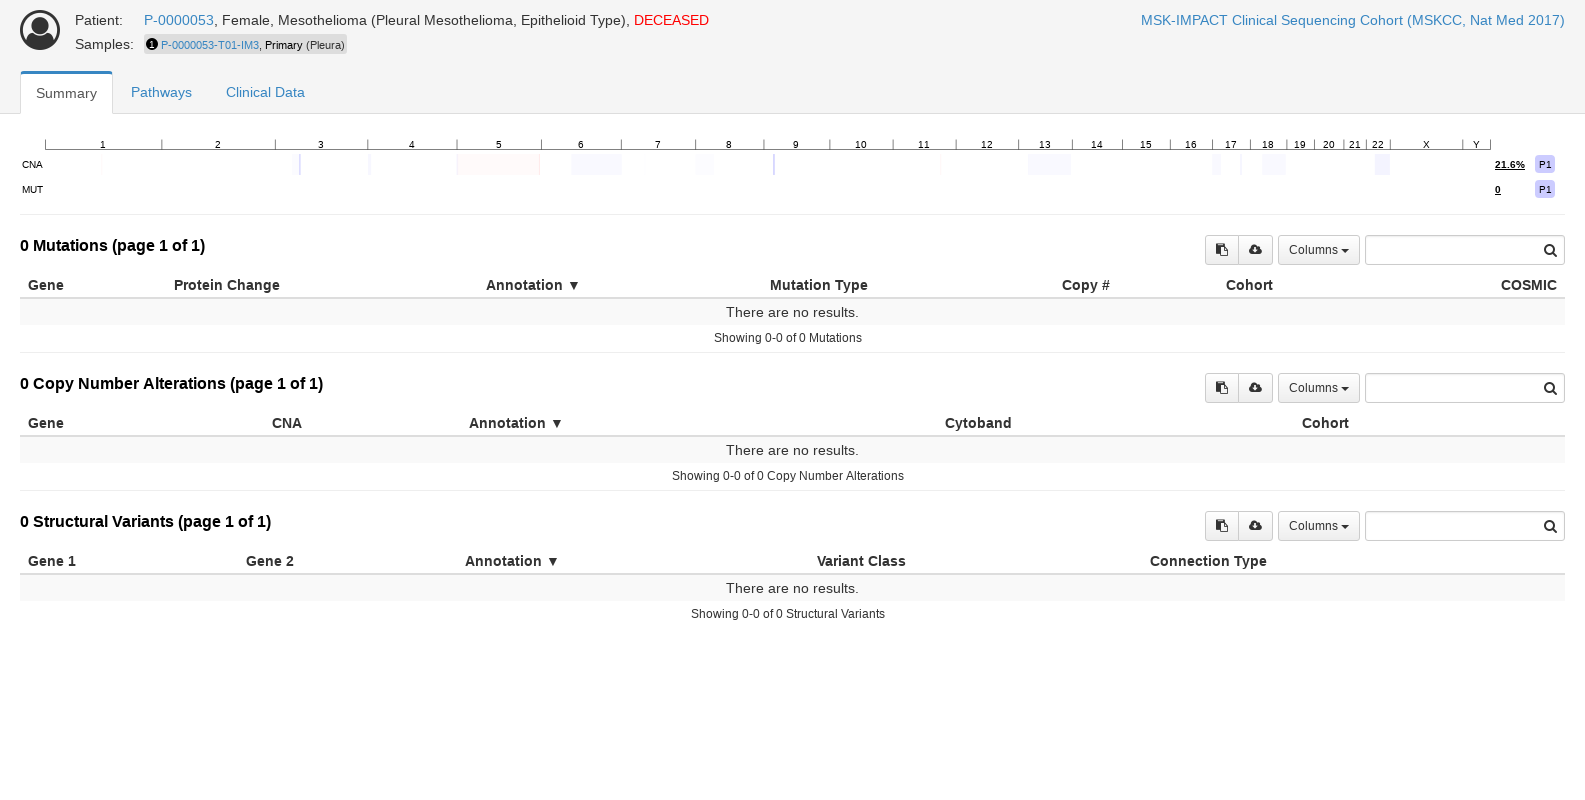 Patient: P-0000053, Female, Mesothelioma (Pleural Mesothelioma, Epithelioid Type), DECEASED
MSK-IMPACT Clinical Sequencing Cohort (MSKCC, Nat Med 2017)
Samples: 1 P-0000053-T01-IM3, Primary (Pleura)
Summary Pathways Clinical Data
1 2 3 4 5 6 7 8 9 10 11 12 13 14 15 16 17 18 19 20 21 22 X Y
CNA 21.6% P1
MUT 0 P1
0 Mutations (page 1 of 1) Columns
Gene Protein Change Annotation ▼ Mutation Type Copy # Cohort COSMIC
There are no results.
Showing 0-0 of 0 Mutations
0 Copy Number Alterations (page 1 of 1) Columns
Gene CNA Annotation ▼ Cytoband Cohort
There are no results.
Showing 0-0 of 0 Copy Number Alterations
0 Structural Variants (page 1 of 1) Columns
Gene 1 Gene 2 Annotation ▼ Variant Class Connection Type
There are no results.
Showing 0-0 of 0 Structural Variants